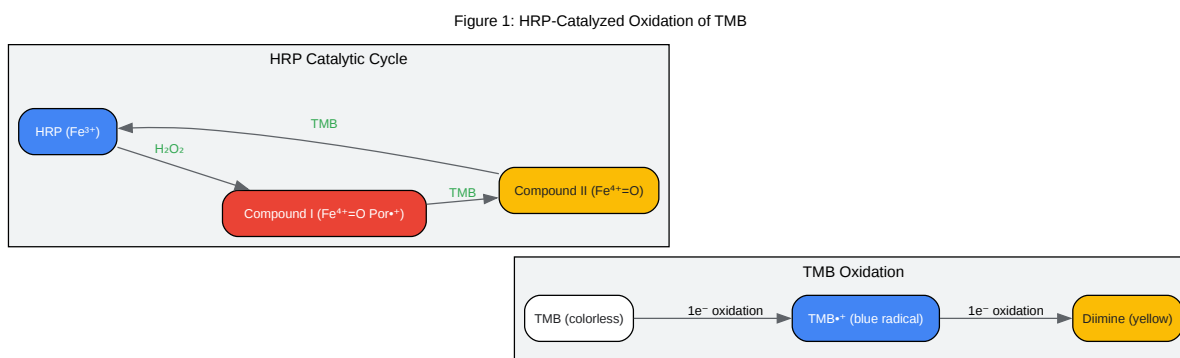 Figure 1: HRP-Catalyzed Oxidation of TMB
HRP Catalytic Cycle
HRP (Fe³⁺)
TMB
H₂O₂
Compound I (Fe⁴⁺=O Por•⁺)
TMB
Compound II (Fe⁴⁺=O)
TMB Oxidation
TMB (colorless)
1e⁻ oxidation
TMB•⁺ (blue radical)
1e⁻ oxidation
Diimine (yellow)